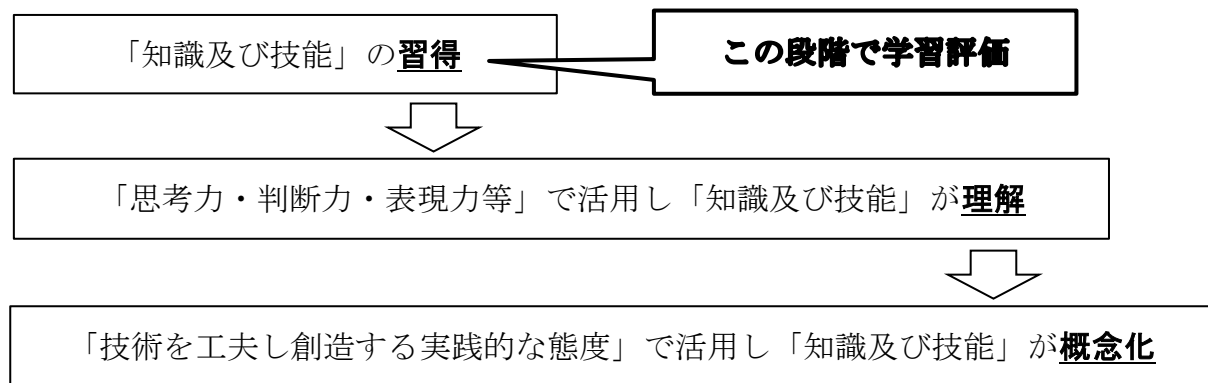 「知識及び技能」の習得
この段階で学習評価
「思考力・判断力・表現力等」で活用し「知識及び技能」が理解
「技術を工夫し創造する実践的な態度」で活用し「知識及び技能」が概念化